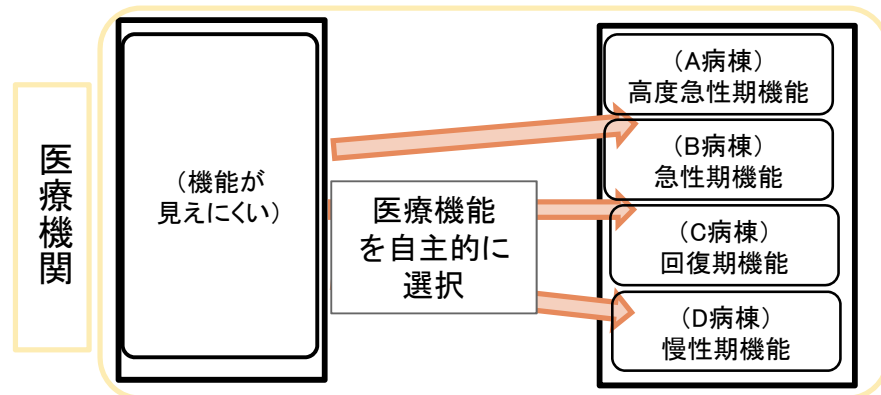 医療機関
（機能が
見えにくい）
医療機能
を自主的に
選択
（A病棟）
高度急性期機能
（B病棟）
急性期機能
（C病棟）
回復期機能
（D病棟）
慢性期機能